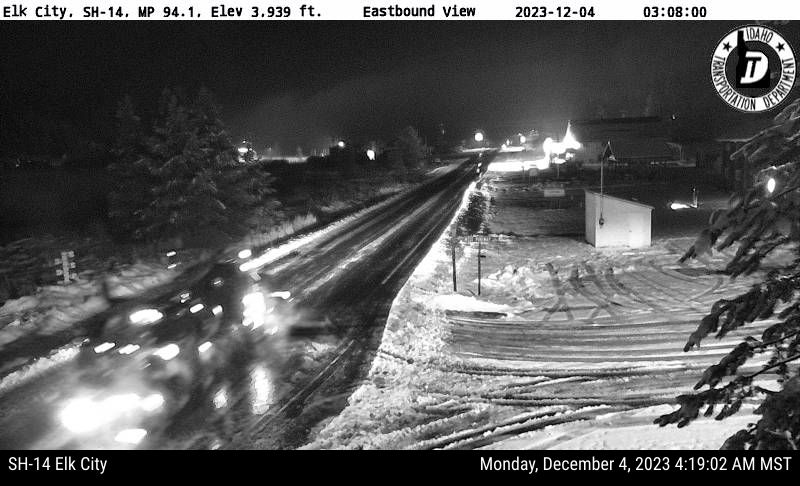 Elk City, SH-14, MP 94.1, Elev 3,939 ft. Eastbound View 2023-12-04 03:08:00
IDAHO
TRANSPORTATION DEPARTMENT
SH-14 Elk City Monday, December 4, 2023 4:19:02 AM MST